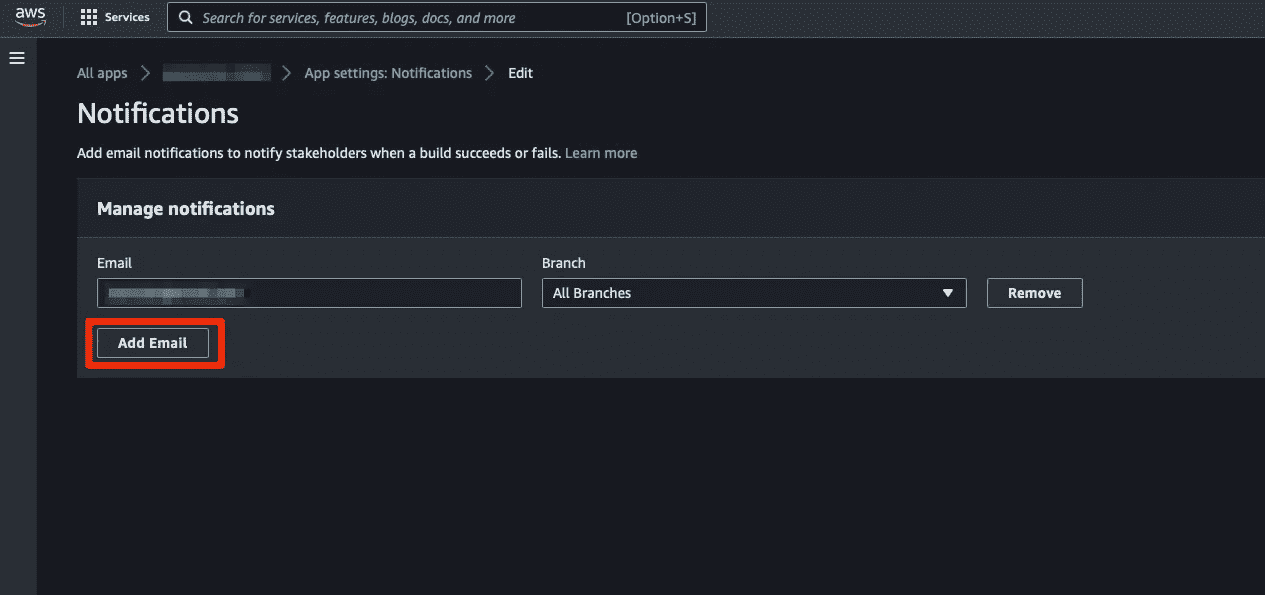 aws Services Search for services, features, blogs, docs, and more [Option+S]
All apps App settings: Notifications Edit
Notifications
Add email notifications to notify stakeholders when a build succeeds or fails. Learn more
Manage notifications
Email Branch
All Branches Remove
Add Email